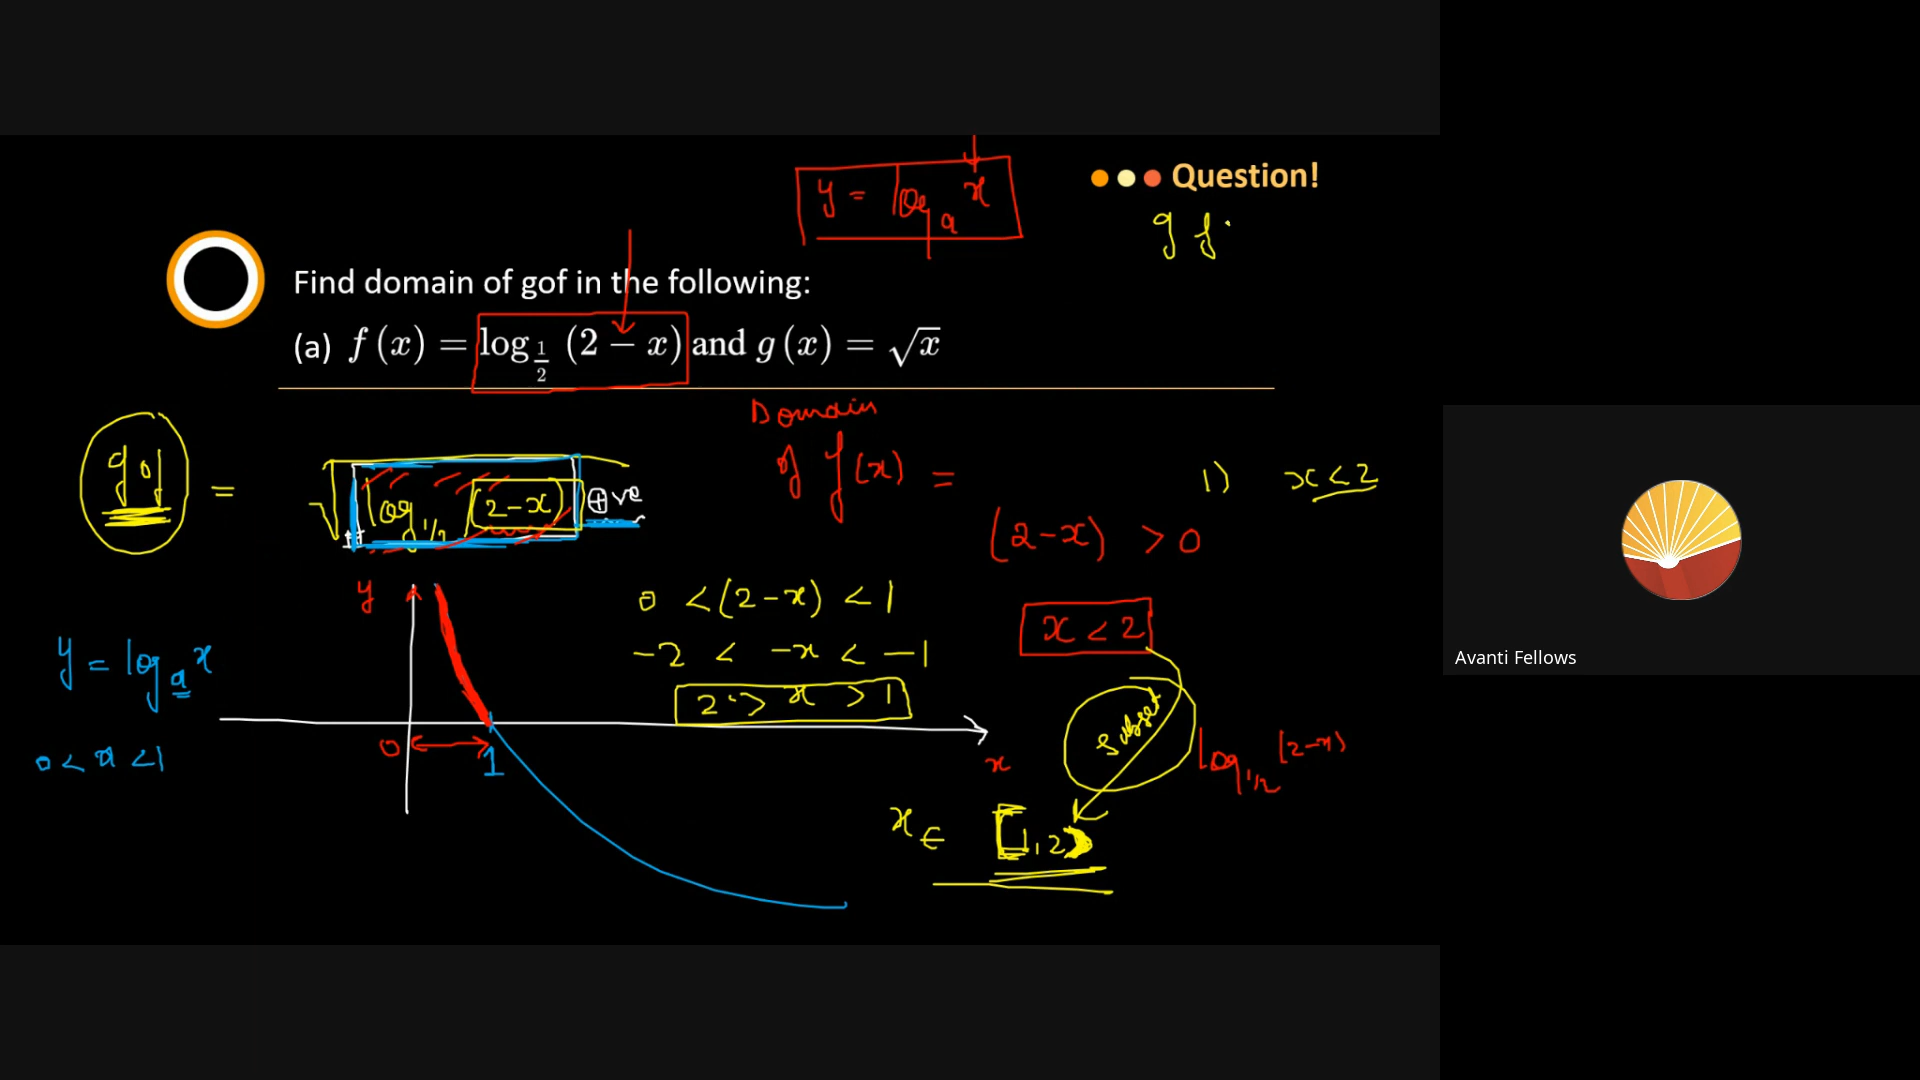 y = log_a x
Question!
g f
Find domain of gof in the following:
(a) f (x) = log_{1/2} (2 − x) and g (x) = √x
Domain
of f(x) =
gof = √(log_{1/2} (2-x)) ⊕ve
1) x < 2
(2-x) > 0
0 < (2-x) < 1
x < 2
-2 < -x < -1
2 > x > 1
y
y = log_a x
0 < x < 1
0
1
x
Subset
log_{1/2} (2-x)
x ∈ [1,2)
Avanti Fellows